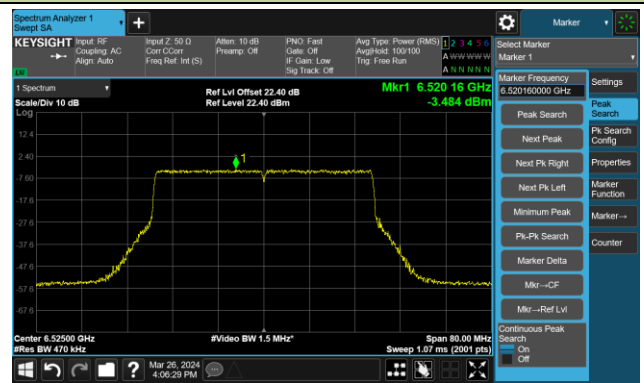 Spectrum Analyzer 1
Swept SA
Marker
KEYSIGHT
Input: RF
Coupling: AC
Align: Auto
Input Z: 50 Ω
Corr CCorr
Freq Ref: Int (S)
Atten: 10 dB
Preamp: Off
PNO: Fast
Gate: Off
IF Gain: Low
Sig Track: Off
Avg Type: Power (RMS)
Avg|Hold: 100/100
Trig: Free Run
1 2 3 4 5 6
A W W W W W
A N N N N N
Select Marker
Marker 1
1 Spectrum
Scale/Div 10 dB
Log
Ref Lvl Offset 22.40 dB
Ref Level 22.40 dBm
Mkr1 6.520 16 GHz
-3.484 dBm
12.4
2.40
-7.60
-17.6
-27.6
-37.6
-47.6
-57.6
-67.6
1
Center 6.52500 GHz
#Res BW 470 kHz
#Video BW 1.5 MHz*
Span 80.00 MHz
Sweep 1.07 ms (2001 pts)
Marker Frequency
6.520160000 GHz
Peak Search
Next Peak
Next Pk Right
Next Pk Left
Minimum Peak
Pk-Pk Search
Marker Delta
Mkr→CF
Mkr→Ref Lvl
Continuous Peak
Search
On
Off
Settings
Peak
Search
Pk Search
Config
Properties
Marker
Function
Marker→
Counter
Mar 26, 2024
4:06:29 PM